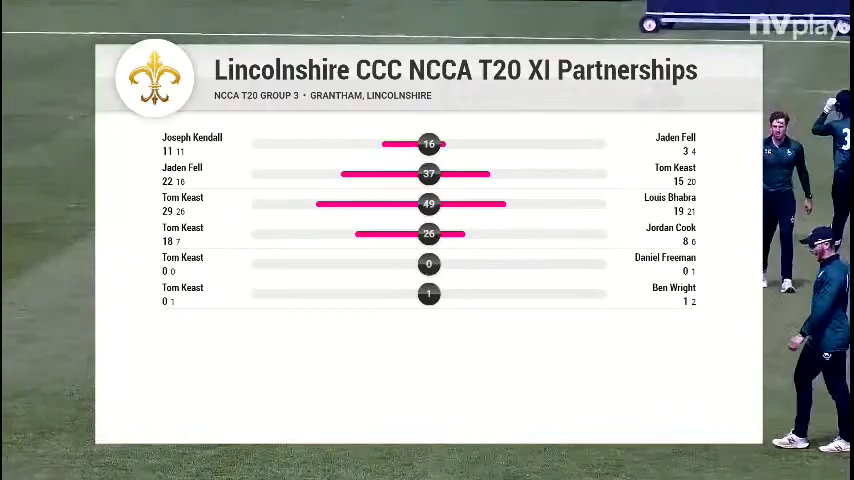 nvplay
Lincolnshire CCC NCCA T20 XI Partnerships
NCCA T20 GROUP 3 • GRANTHAM, LINCOLNSHIRE
Joseph Kendall 16 Jaden Fell
11 11 3 4
Jaden Fell 37 Tom Keast
22 16 15 20
Tom Keast 49 Louis Bhabra
29 26 19 21
Tom Keast 26 Jordan Cook
18 7 8 6
Tom Keast 0 Daniel Freeman
0 0 0 1
Tom Keast 1 Ben Wright
0 1 1 2
3